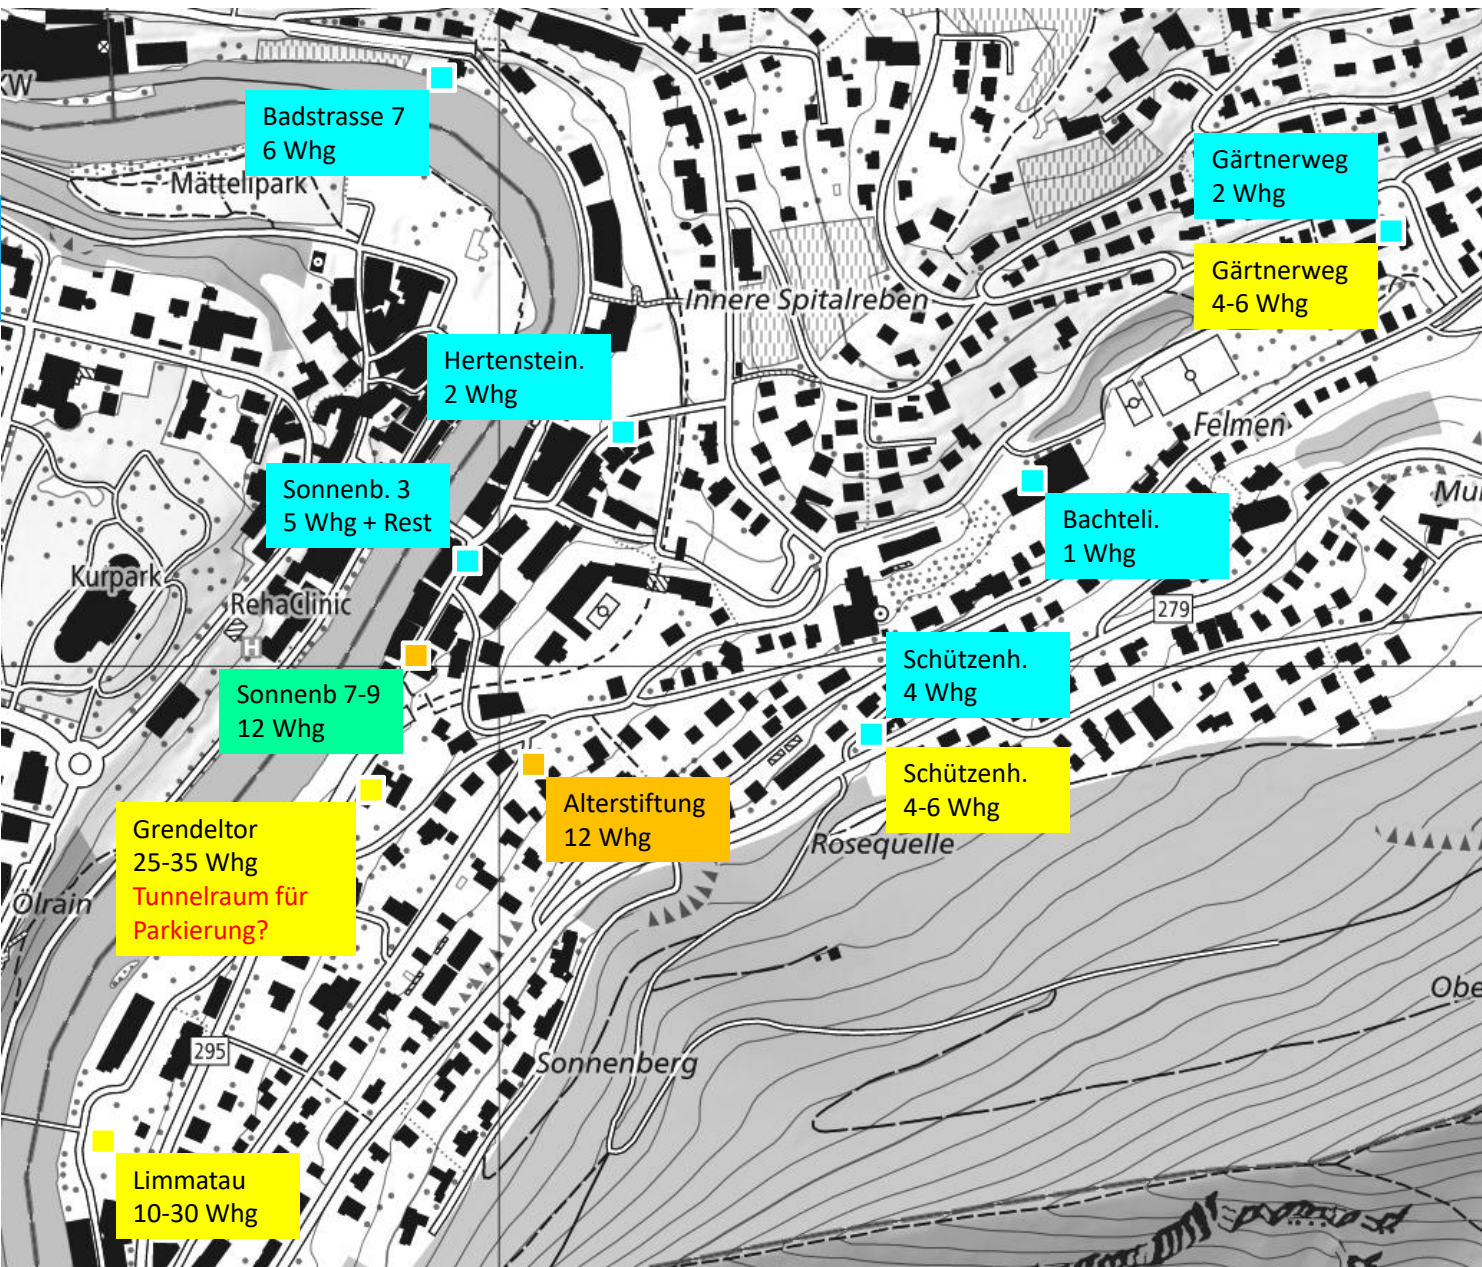 KW
Badstrasse 7
6 Whg
Mättelipark
Gärtnerweg
2 Whg
Gärtnerweg
4-6 Whg
Innere Spitalreben
Hertenstein.
2 Whg
Felmen
Sonnenb. 3
5 Whg + Rest
Bachteli.
1 Whg
Kurpark
RehaClinic
H
279
Schützenh.
4 Whg
Sonnenb 7-9
12 Whg
Schützenh.
4-6 Whg
Alterstiftung
12 Whg
Rosequelle
Grendeltor
25-35 Whg
Tunnelraum für
Parkierung?
Ölrain
Obe
295
Sonnenberg
Limmatau
10-30 Whg